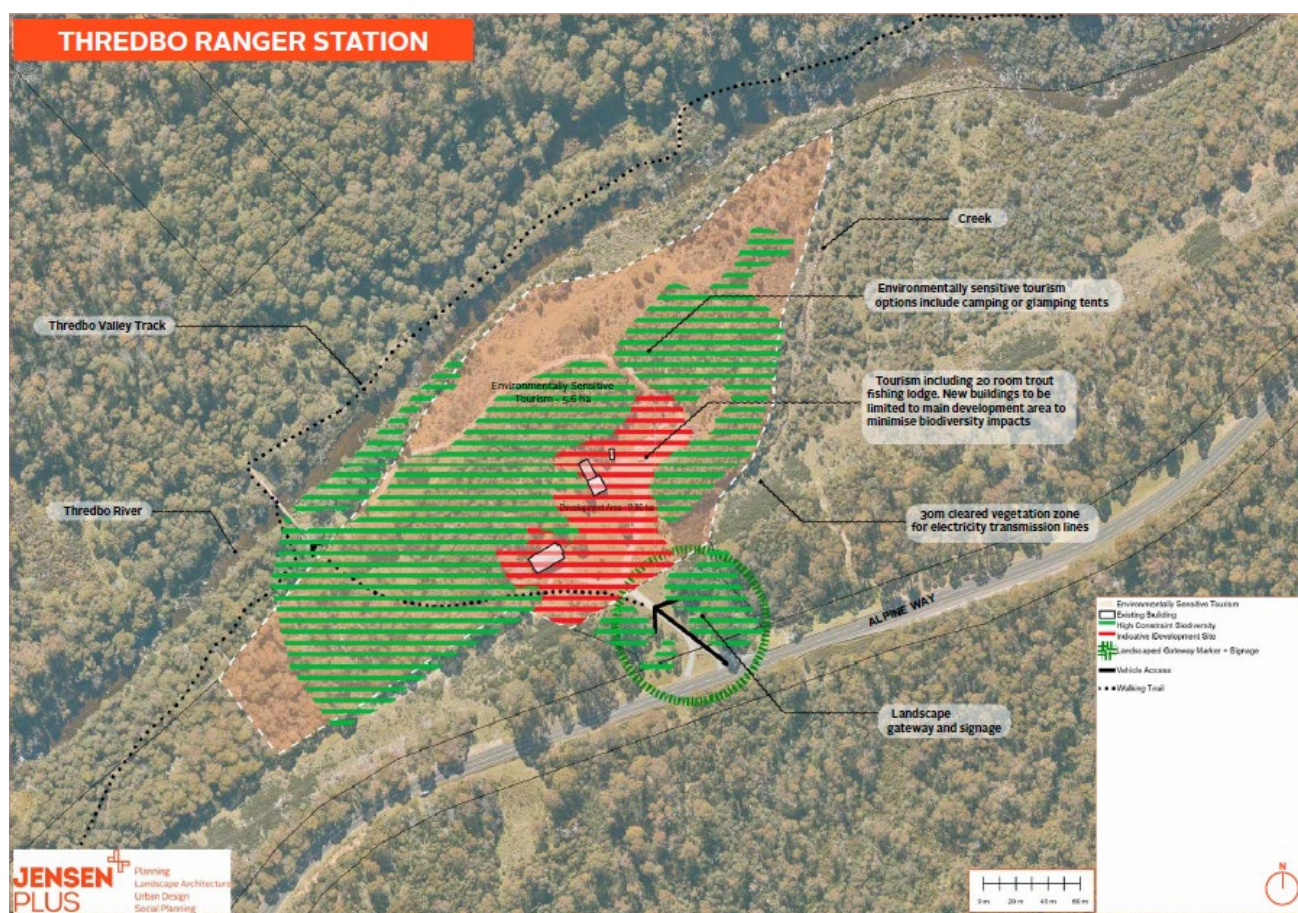 THREDBO RANGER STATION
Creek
Environmentally sensitive tourism
options include camping or glamping tents
Thredbo Valley Track
Tourism including 20 room trout
fishing lodge. New buildings to be
limited to main development area to
minimise biodiversity impacts
Environmentally Sensitive
Tourism - 5.6 ha
Thredbo River
Development Area -
30m cleared vegetation zone
for electricity transmission lines
ALPINE WAY
Landscape
gateway and signage
Environmentally Sensitive Tourism
Existing Building
High Constraint Biodiversity
Indicative Development Site
Landscaped Gateway Marker + Signage
Vehicle Access
Walking Trail
JENSEN
PLUS
Planning
Landscape Architecture
Urban Design
Social Planning
0 m 20 m 40 m 60 m
N